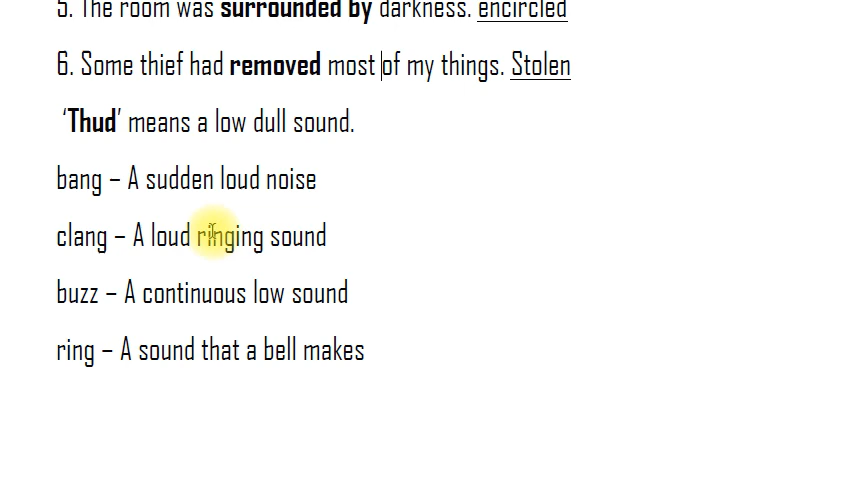 5. The room was surrounded by darkness. encircled
6. Some thief had removed most of my things. Stolen
‘Thud’ means a low dull sound.
bang – A sudden loud noise
clang – A loud ringing sound
buzz – A continuous low sound
ring – A sound that a bell makes